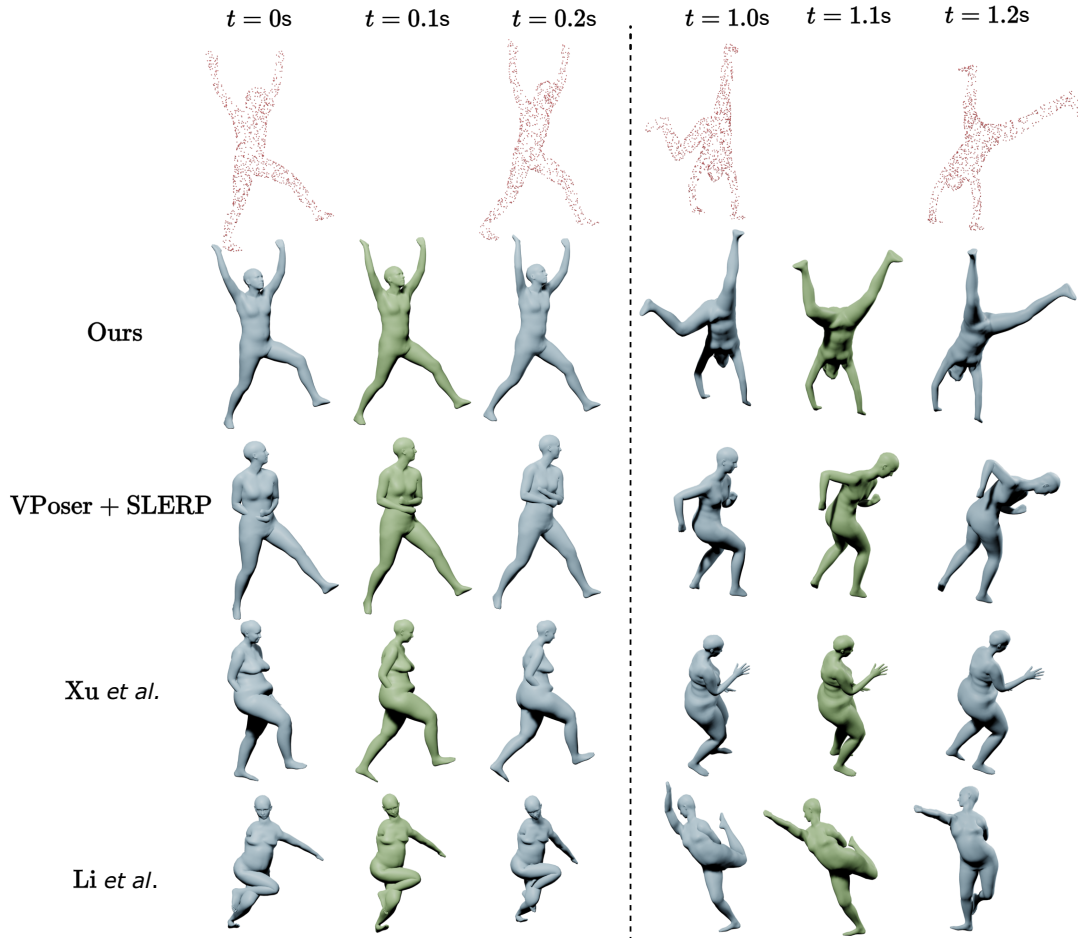 t = 0s t = 0.1s t = 0.2s t = 1.0s t = 1.1s t = 1.2s
Ours
VPoser + SLERP
Xu et al.
Li et al.